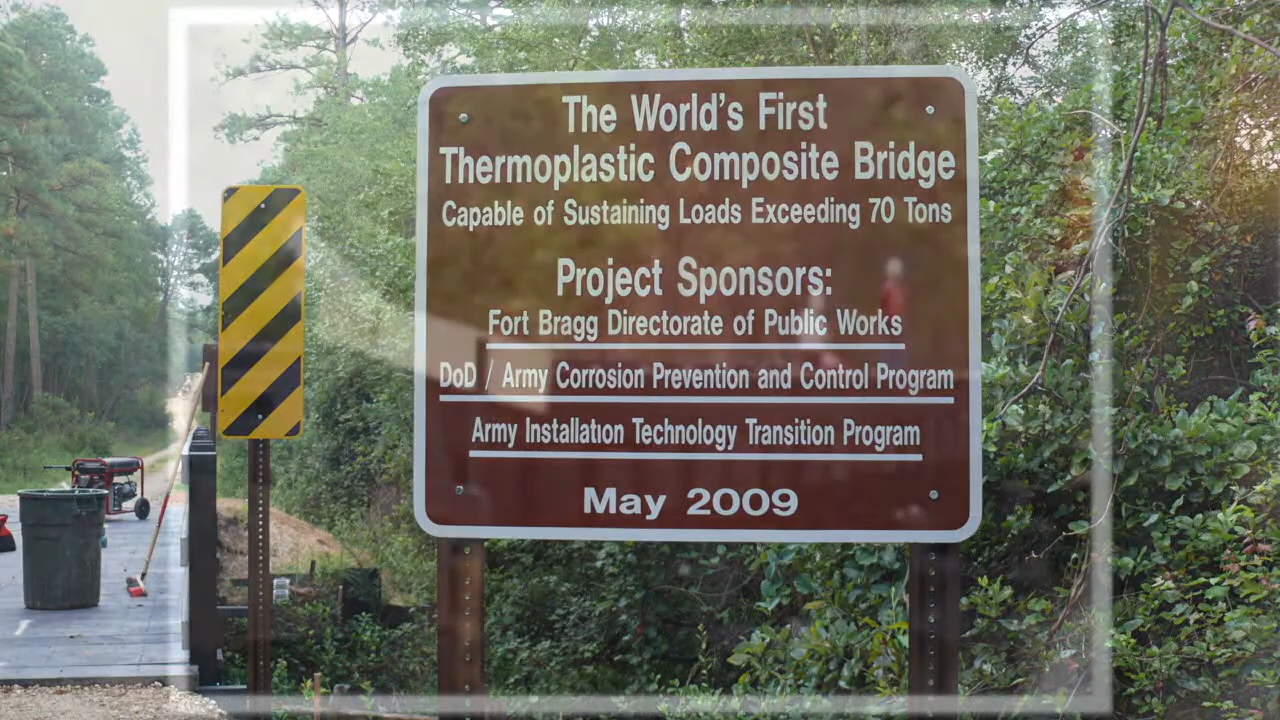 The World's First
Thermoplastic Composite Bridge
Capable of Sustaining Loads Exceeding 70 Tons
Project Sponsors:
Fort Bragg Directorate of Public Works
DoD / Army Corrosion Prevention and Control Program
Army Installation Technology Transition Program
May 2009